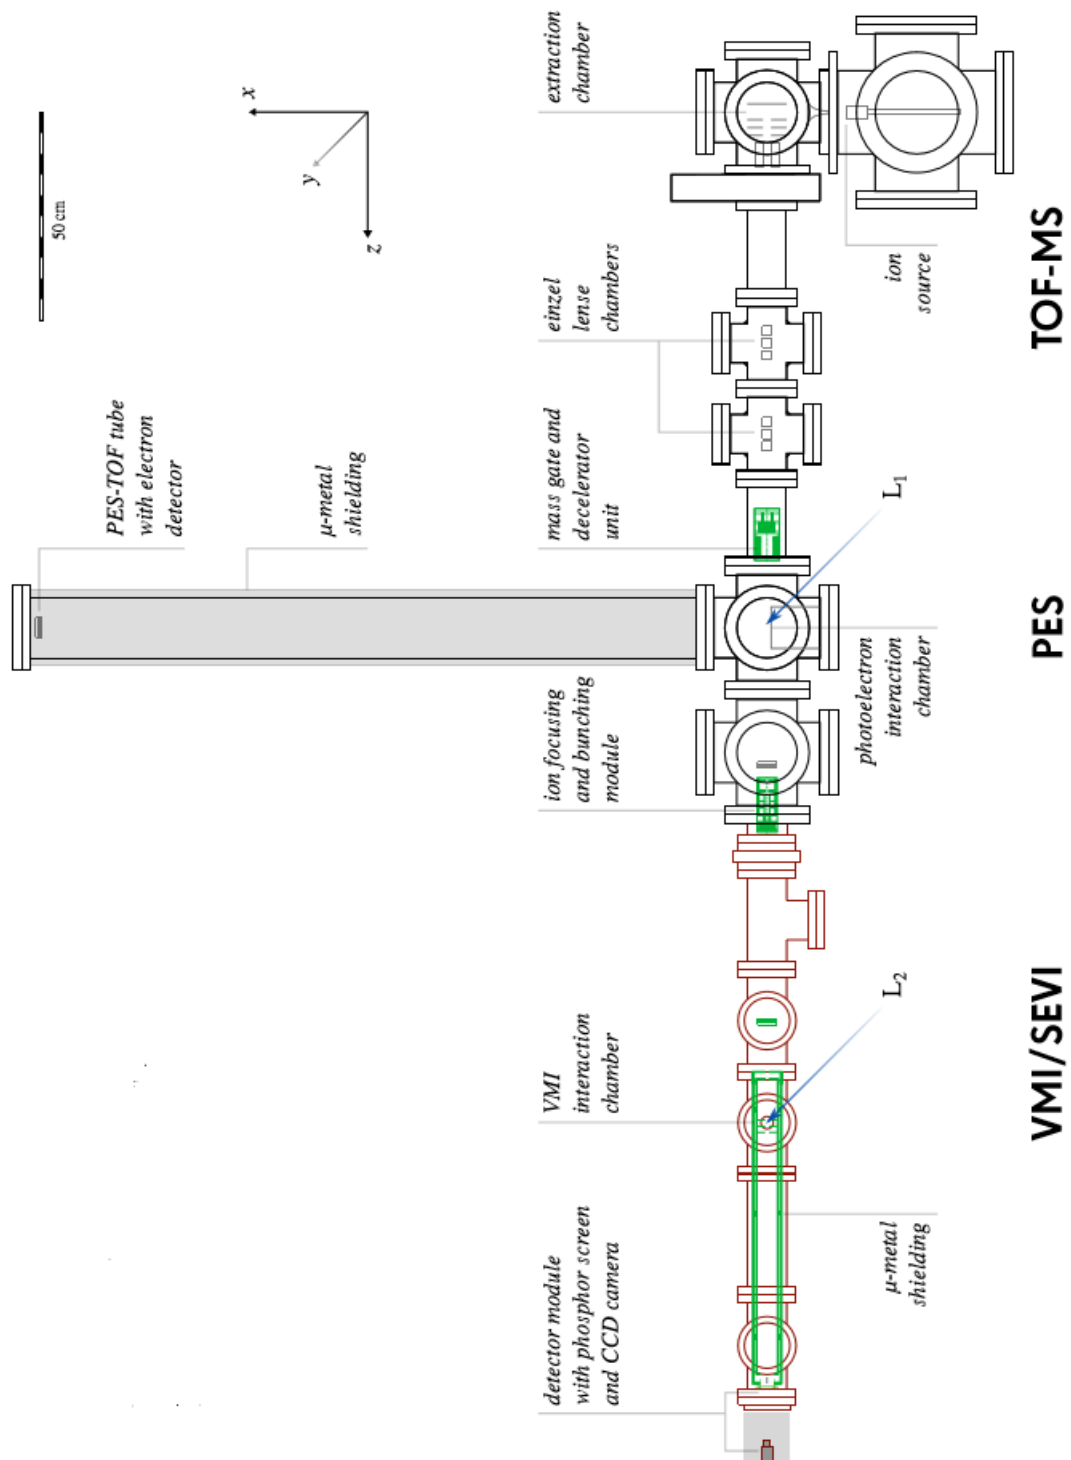 extraction
chamber
x
y
z
50 cm
ion
source
TOF-MS
einzel
lense
chambers
PES-TOF tube
with electron
detector
μ-metal
shielding
mass gate and
decelerator
unit
L1
PES
ion focusing
and bunching
module
photoelectron
interaction
chamber
VMI
interaction
chamber
L2
VMI/SEVI
detector module
with phosphor screen
and CCD camera
μ-metal
shielding